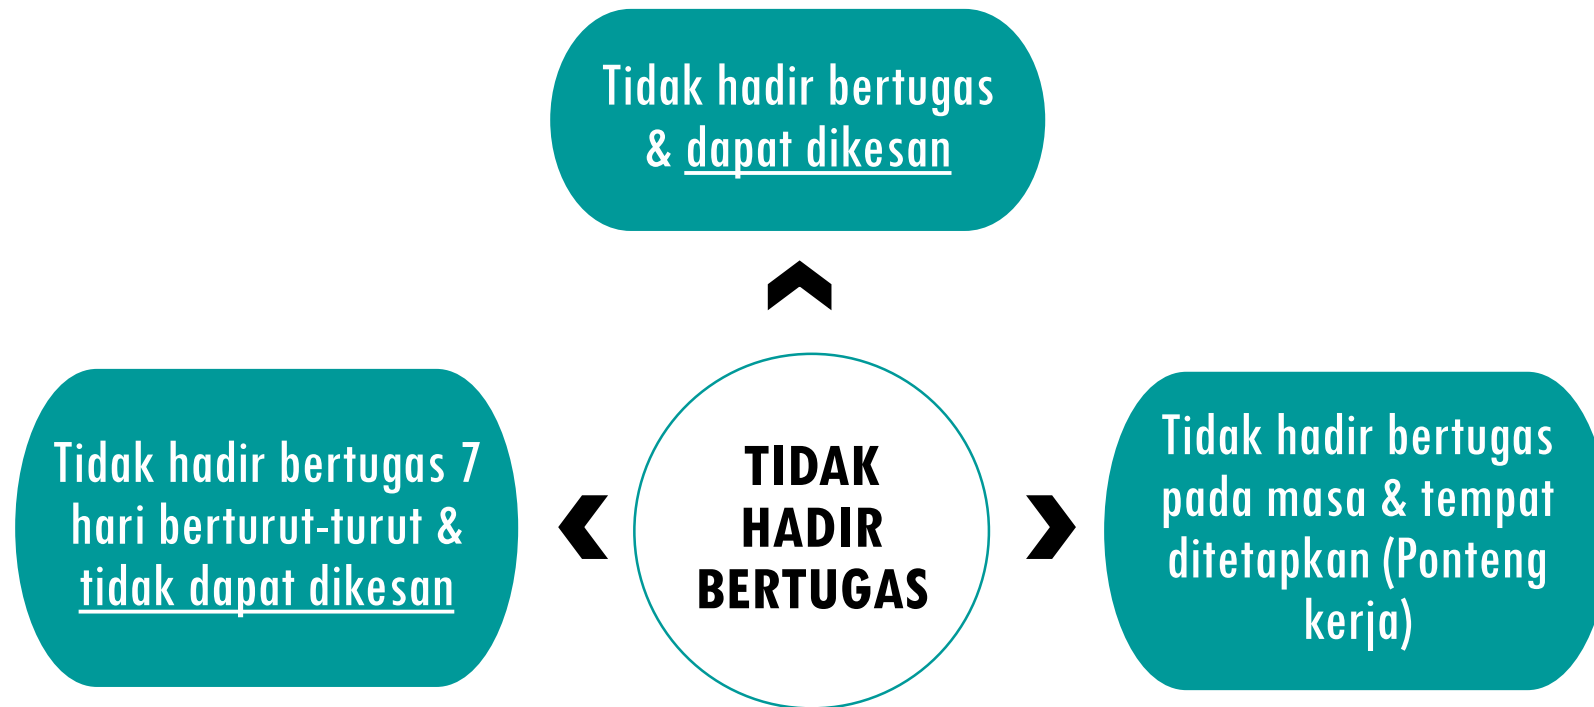 Tidak hadir bertugas
& dapat dikesan
Tidak hadir bertugas 7
hari berturut-turut &
tidak dapat dikesan
TIDAK
HADIR
BERTUGAS
Tidak hadir bertugas
pada masa & tempat
ditetapkan (Ponteng
kerja)